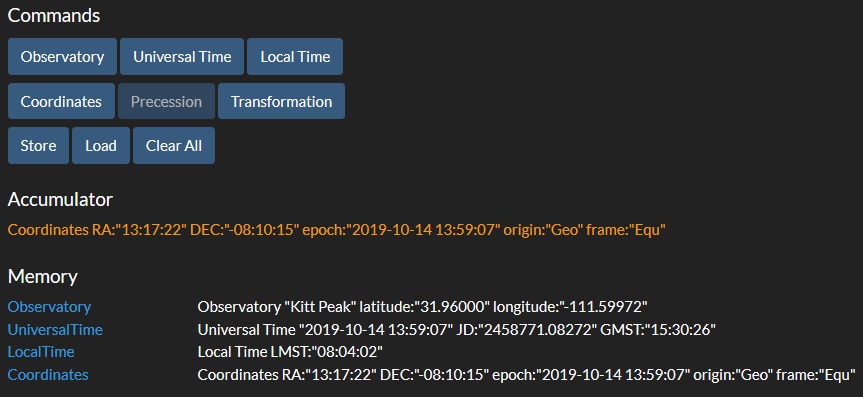 Commands
Observatory Universal Time Local Time
Coordinates Precession Transformation
Store Load Clear All
Accumulator
Coordinates RA:"13:17:22" DEC:"-08:10:15" epoch:"2019-10-14 13:59:07" origin:"Geo" frame:"Equ"
Memory
Observatory Observatory "Kitt Peak" latitude:"31.96000" longitude:"-111.59972"
UniversalTime Universal Time "2019-10-14 13:59:07" JD:"2458771.08272" GMST:"15:30:26"
LocalTime Local Time LMST:"08:04:02"
Coordinates Coordinates RA:"13:17:22" DEC:"-08:10:15" epoch:"2019-10-14 13:59:07" origin:"Geo" frame:"Equ"